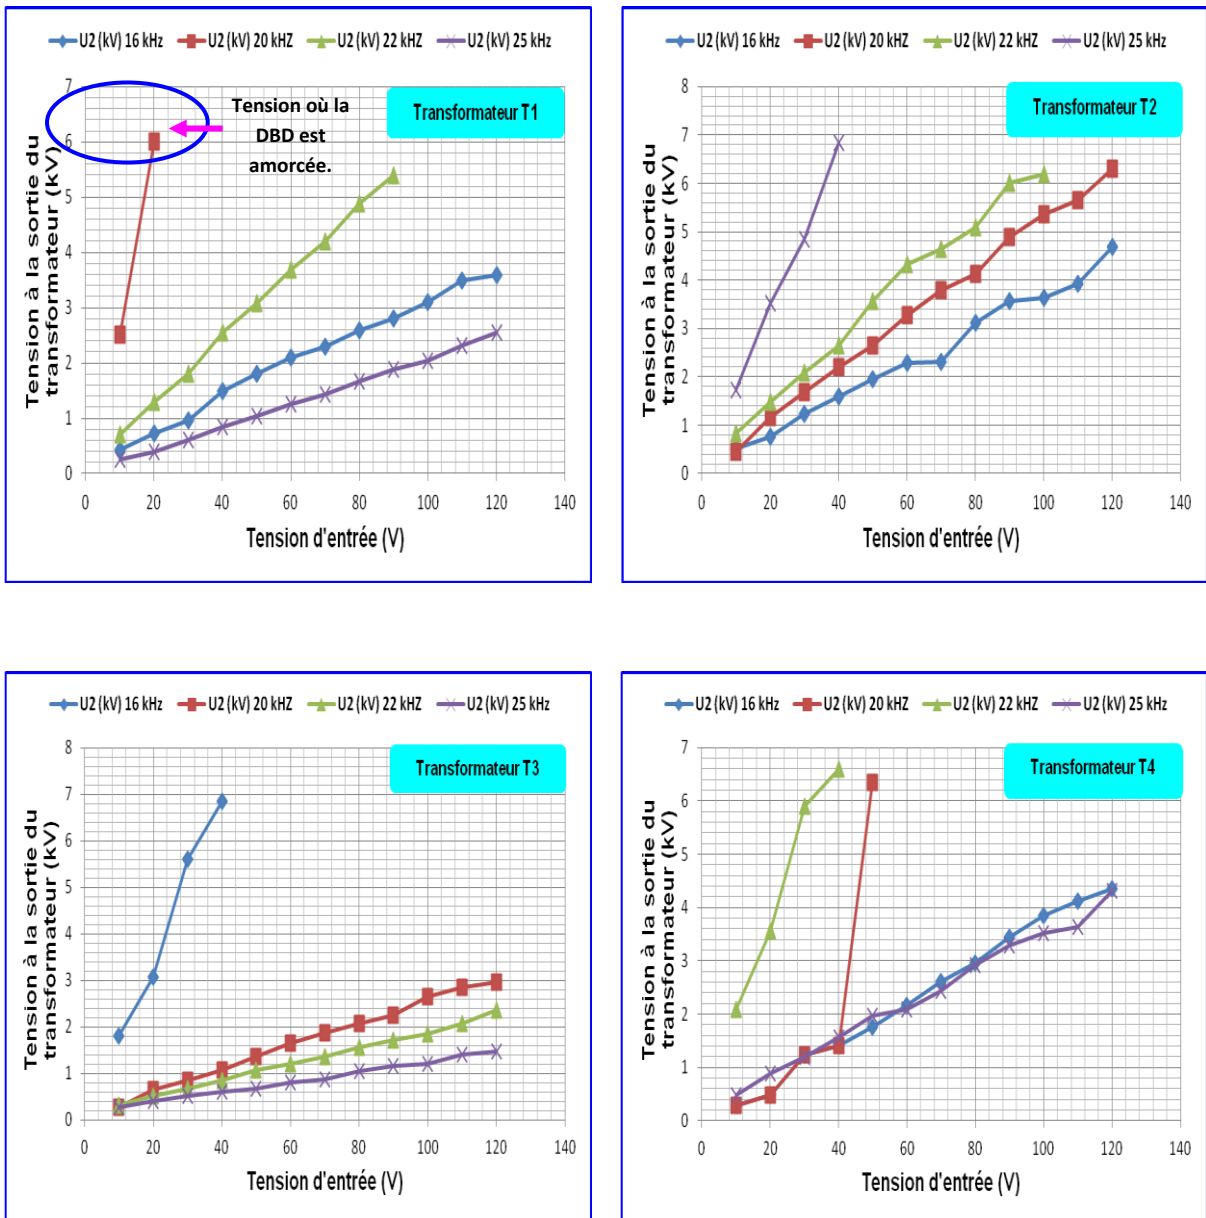 U2 (kV) 16 kHz U2 (kV) 20 kHZ U2 (kV) 22 kHZ U2 (kV) 25 kHz
Transformateur T1
Tension où la
DBD est
amorcée.
Tension à la sortie du
transformateur (kV)
7
6
5
4
3
2
1
0
0 20 40 60 80 100 120 140
Tension d'entrée (V)
U2 (kV) 16 kHz U2 (kV) 20 kHZ U2 (kV) 22 kHZ U2 (kV) 25 kHz
Transformateur T2
Tension à la sortie du
transformateur (kV)
8
7
6
5
4
3
2
1
0
0 20 40 60 80 100 120 140
Tension d'entrée (V)
U2 (kV) 16 kHz U2 (kV) 20 kHZ U2 (kV) 22 kHZ U2 (kV) 25 kHz
Transformateur T3
Tension à la sortie du
transformateur (kV)
8
7
6
5
4
3
2
1
0
0 20 40 60 80 100 120 140
Tension d'entrée (V)
U2 (kV) 16 kHz U2 (kV) 20 kHZ U2 (kV) 22 kHZ U2 (kV) 25 kHz
Transformateur T4
Tension à la sortie du
transformateur (kV)
7
6
5
4
3
2
1
0
0 20 40 60 80 100 120 140
Tension d'entrée (V)